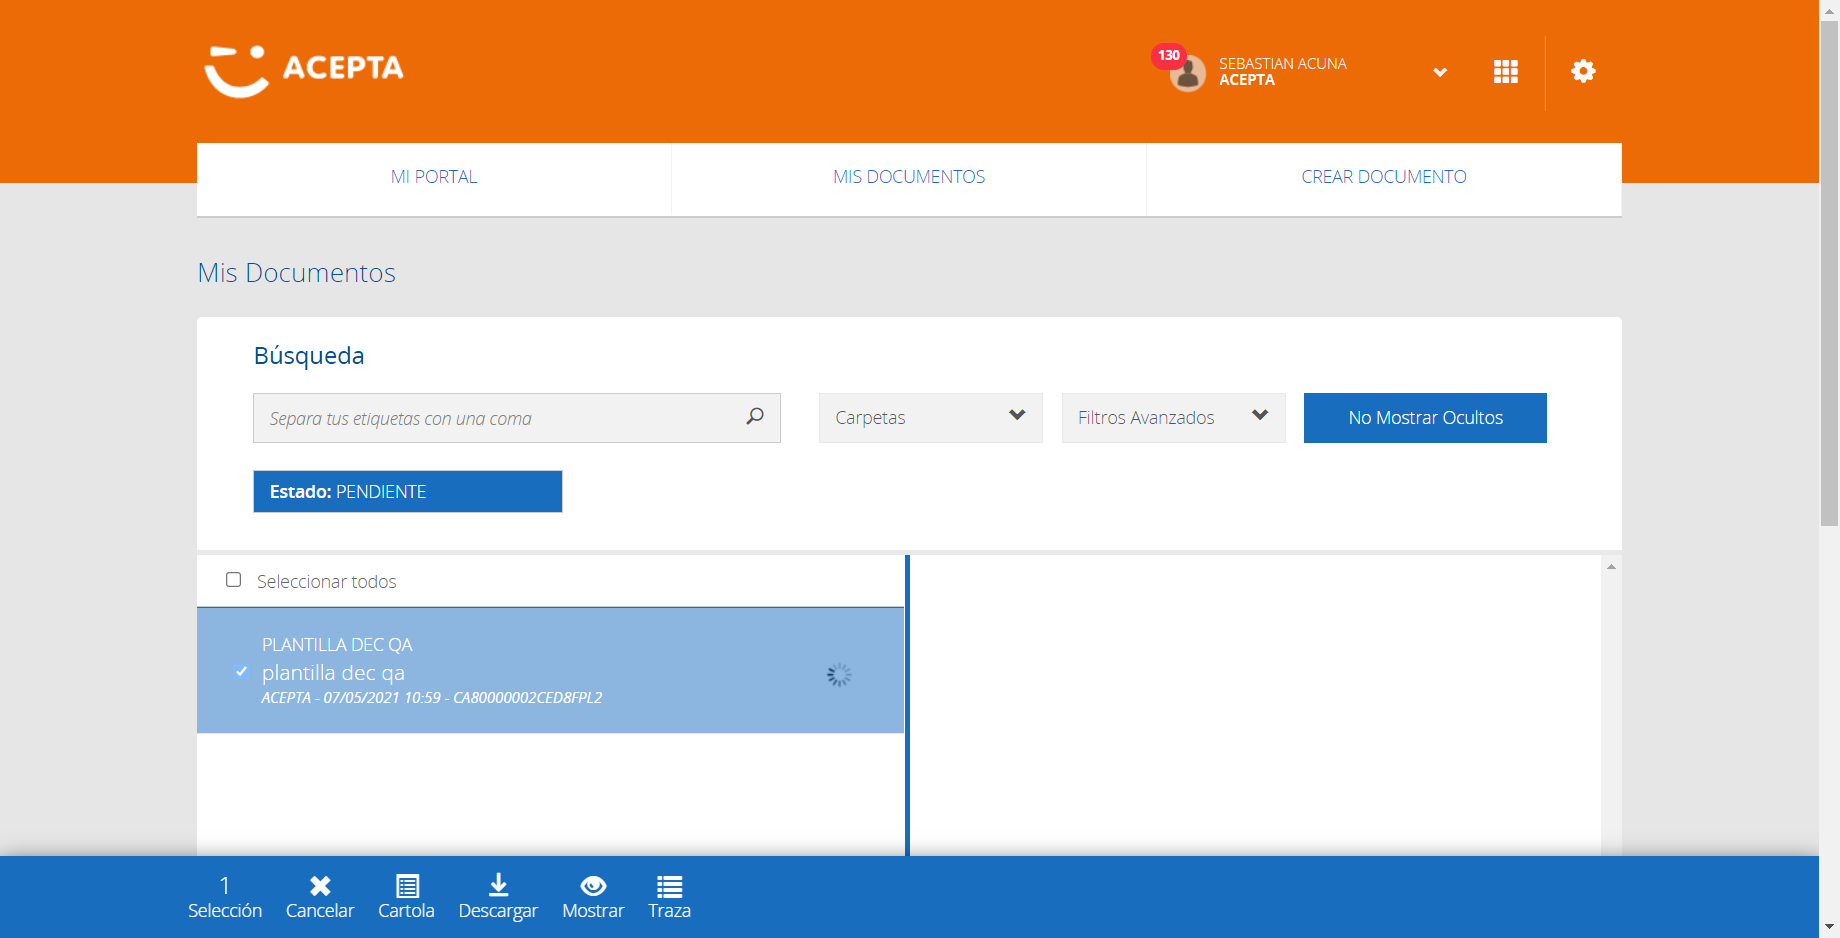 ACEPTA
130
SEBASTIAN ACUNA
ACEPTA
MI PORTAL
MIS DOCUMENTOS
CREAR DOCUMENTO
Mis Documentos
Búsqueda
Separa tus etiquetas con una coma
Carpetas
Filtros Avanzados
No Mostrar Ocultos
Estado: PENDIENTE
Seleccionar todos
PLANTILLA DEC QA
plantilla dec qa
ACEPTA - 07/05/2021 10:59 - CA80000002CED8FPL2
1
Selección
Cancelar
Cartola
Descargar
Mostrar
Traza